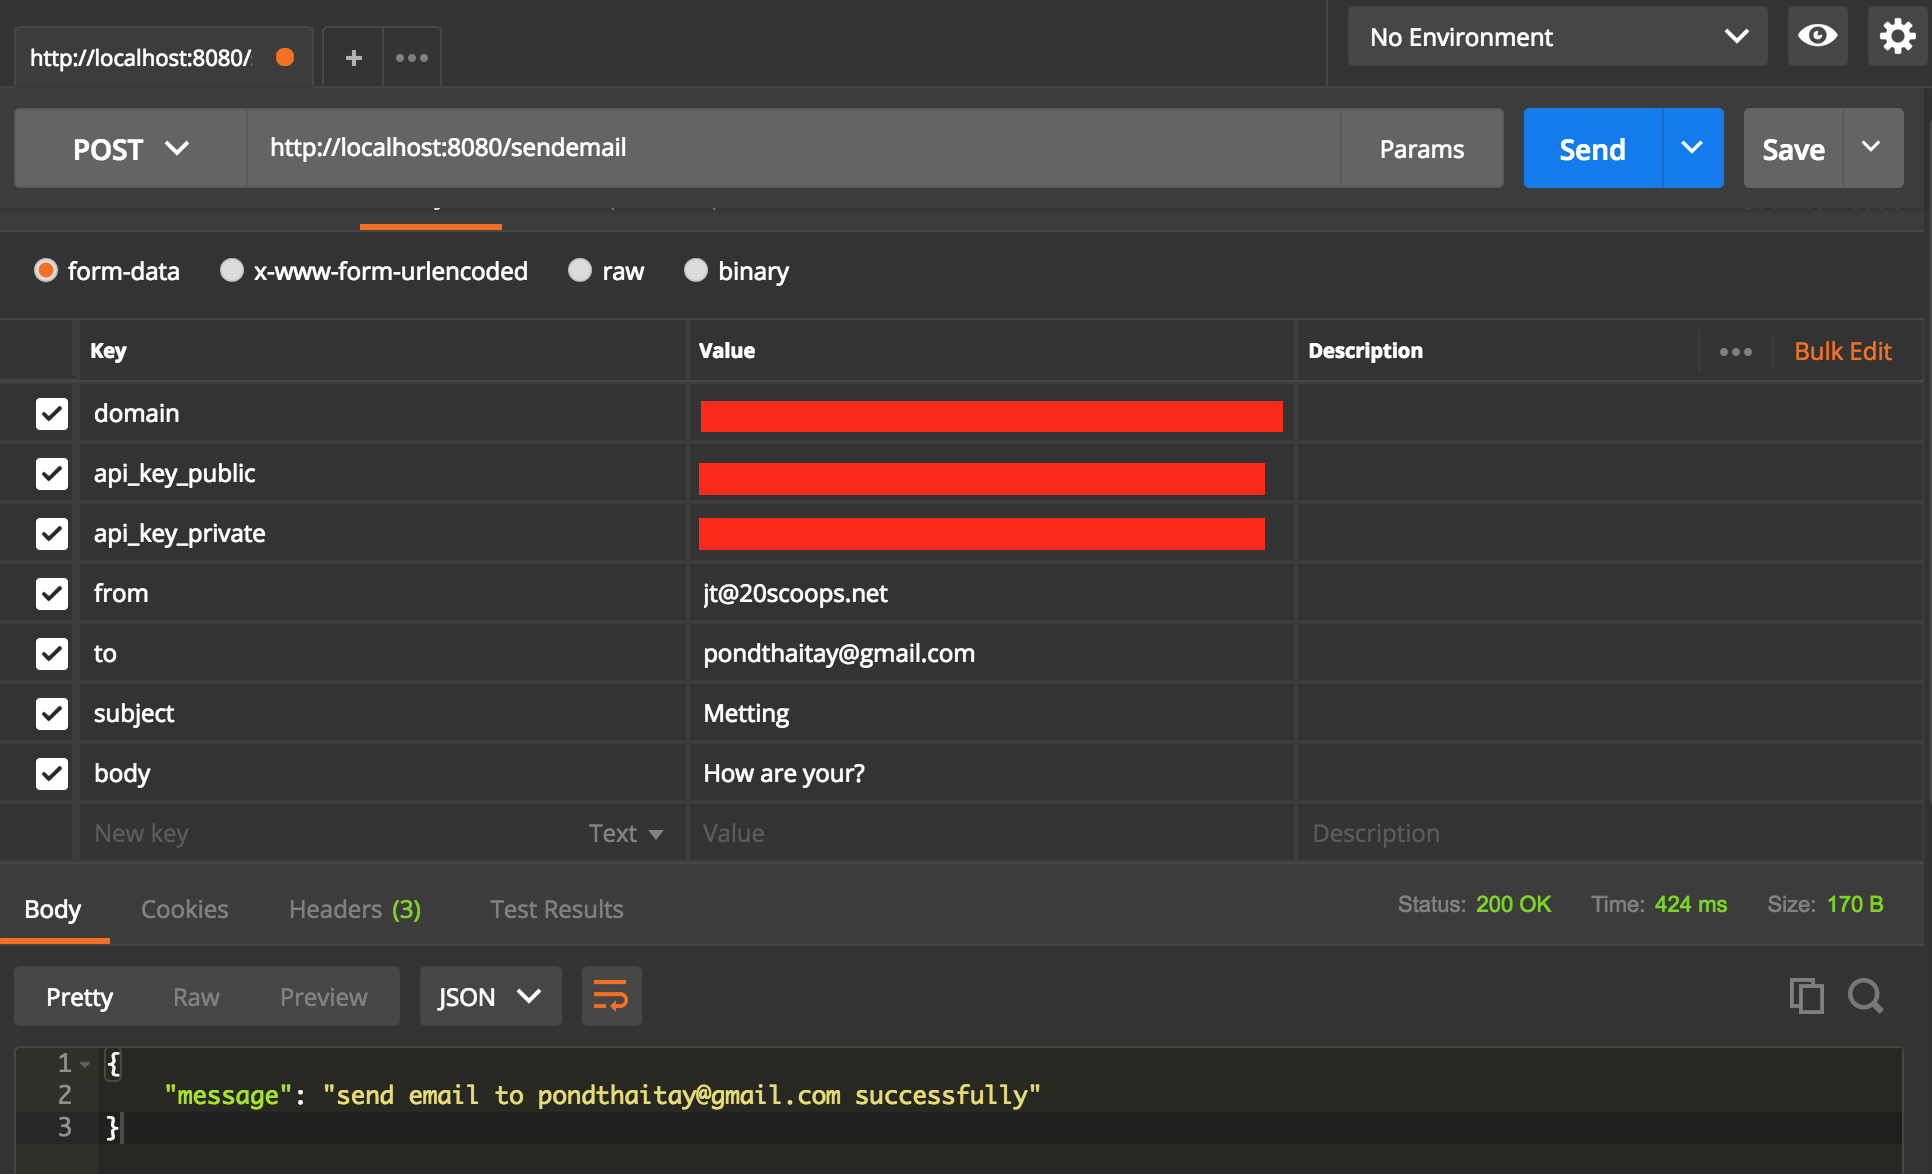 http://localhost:8080/
No Environment
POST
http://localhost:8080/sendemail
Params
Send
Save
form-data
x-www-form-urlencoded
raw
binary
Key
Value
Description
Bulk Edit
domain
api_key_public
api_key_private
from
jt@20scoops.net
to
pondthaitay@gmail.com
subject
Metting
body
How are your?
New key
Text
Value
Description
Body
Cookies
Headers (3)
Test Results
Status: 200 OK
Time: 424 ms
Size: 170 B
Pretty
Raw
Preview
JSON
1 {
2 "message": "send email to pondthaitay@gmail.com successfully"
3 }